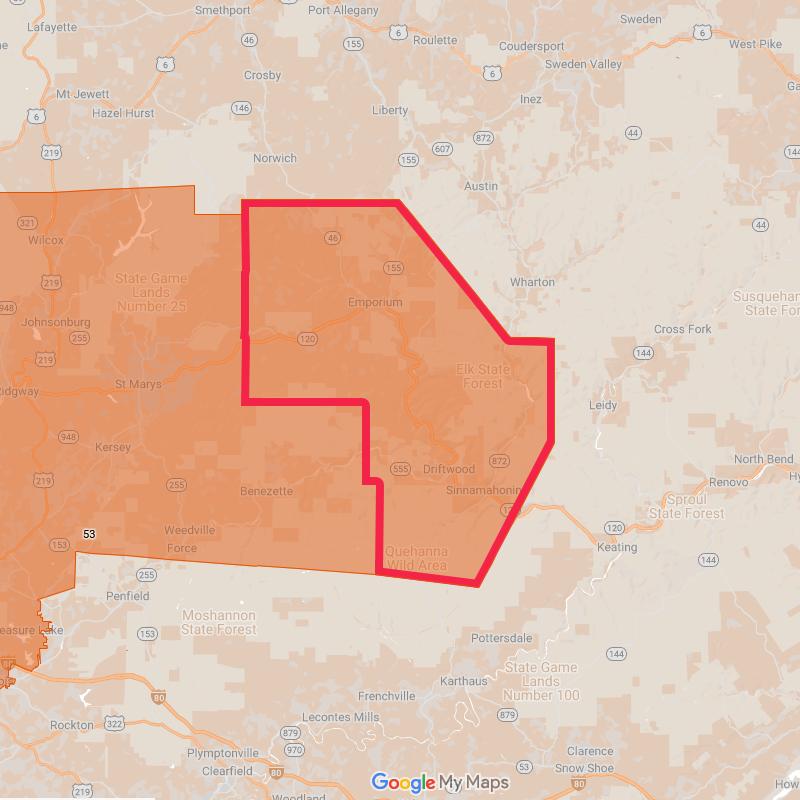 Smethport
Port Allegany
Sweden
Lafayette
46
6
Roulette
6
155
Coudersport
West Pike
6
Sweden Valley
Crosby
6
Mt Jewett
Inez
Hazel Hurst
146
Liberty
6
44
872
219
607
144
Norwich
155
Austin
321
44
Wilcox
46
155
State Game
Lands
Number 25
219
Wharton
948
Emporium
Susquehan
State For
Johnsonburg
Cross Fork
120
219
144
Elk State
Forest
St Marys
Ridgway
Leidy
948
Kersey
North Bend
872
555
Driftwood
219
255
Renovo
Benezette
Sinnamahonin
Sproul
State Forest
120
Weedville
53
153
Force
Keating
Quehanna
Wild Area
144
255
Penfield
Moshannon
State Forest
153
Pottersdale
144
State Game
Lands
Number 100
Karthaus
80
Frenchville
Rockton
322
Lecontes Mills
879
879
Plymptonville
970
Clearfield
Clarence
Snow Shoe
53
80
80
219
Woodland
Google My Maps